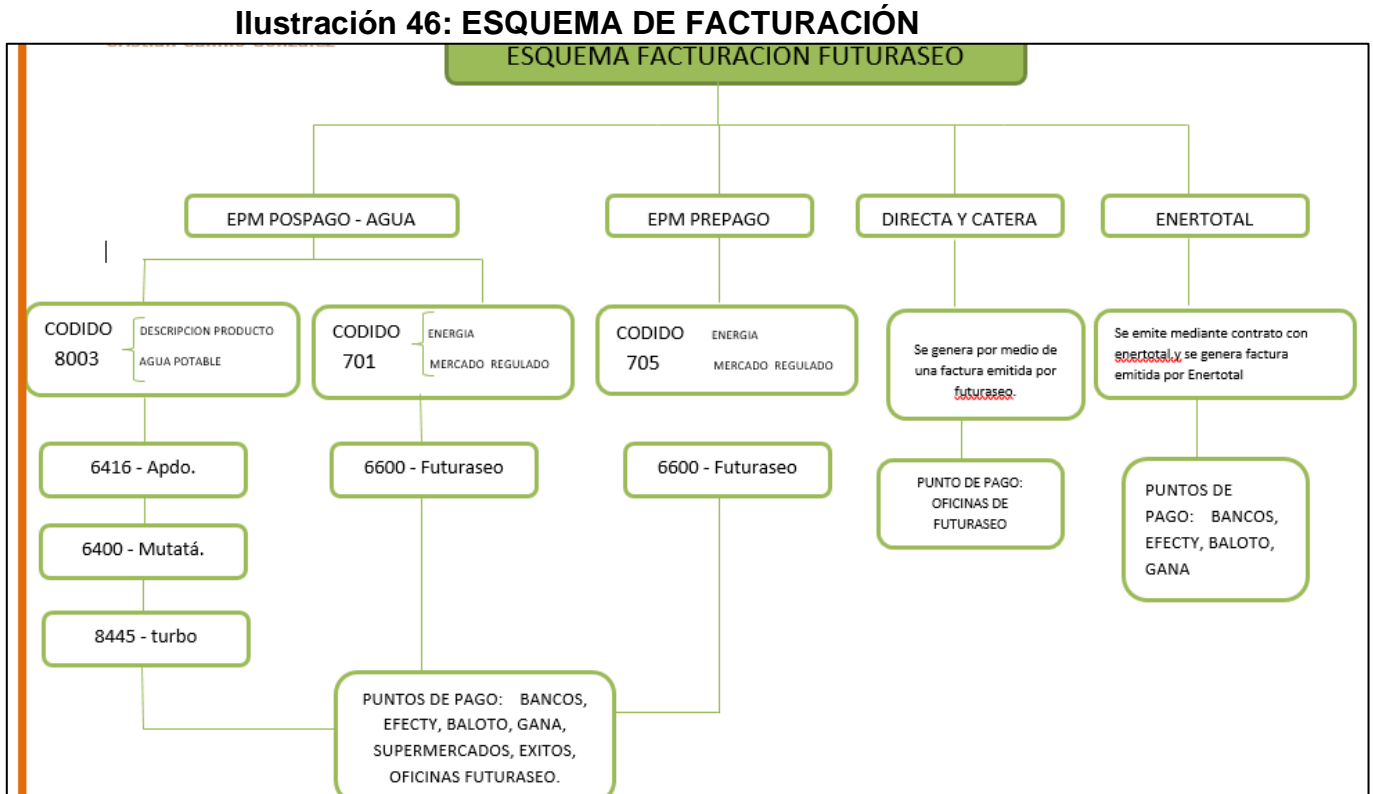 Ilustración 46: ESQUEMA DE FACTURACIÓN
ESQUEMA FACTURACION FUTURASEO
EPM POSPAGO - AGUA
EPM PREPAGO
DIRECTA Y CATERA
ENERTOTAL
CODIDO
8003
DESCRIPCION PRODUCTO
AGUA POTABLE
CODIDO
701
ENERGIA
MERCADO REGULADO
CODIDO
705
ENERGIA
MERCADO REGULADO
Se genera por medio de
una factura emitida por
futuraseo.
Se emite mediante contrato con
enertotal y se genera factura
emitida por Enertotal
6416 - Apdo.
6600 - Futuraseo
6600 - Futuraseo
PUNTO DE PAGO:
OFICINAS DE
FUTURASEO
PUNTOS DE
PAGO: BANCOS,
EFECTY, BALOTO,
GANA
6400 - Mutatá.
8445 - turbo
PUNTOS DE PAGO: BANCOS,
EFECTY, BALOTO, GANA,
SUPERMERCADOS, EXITOS,
OFICINAS FUTURASEO.